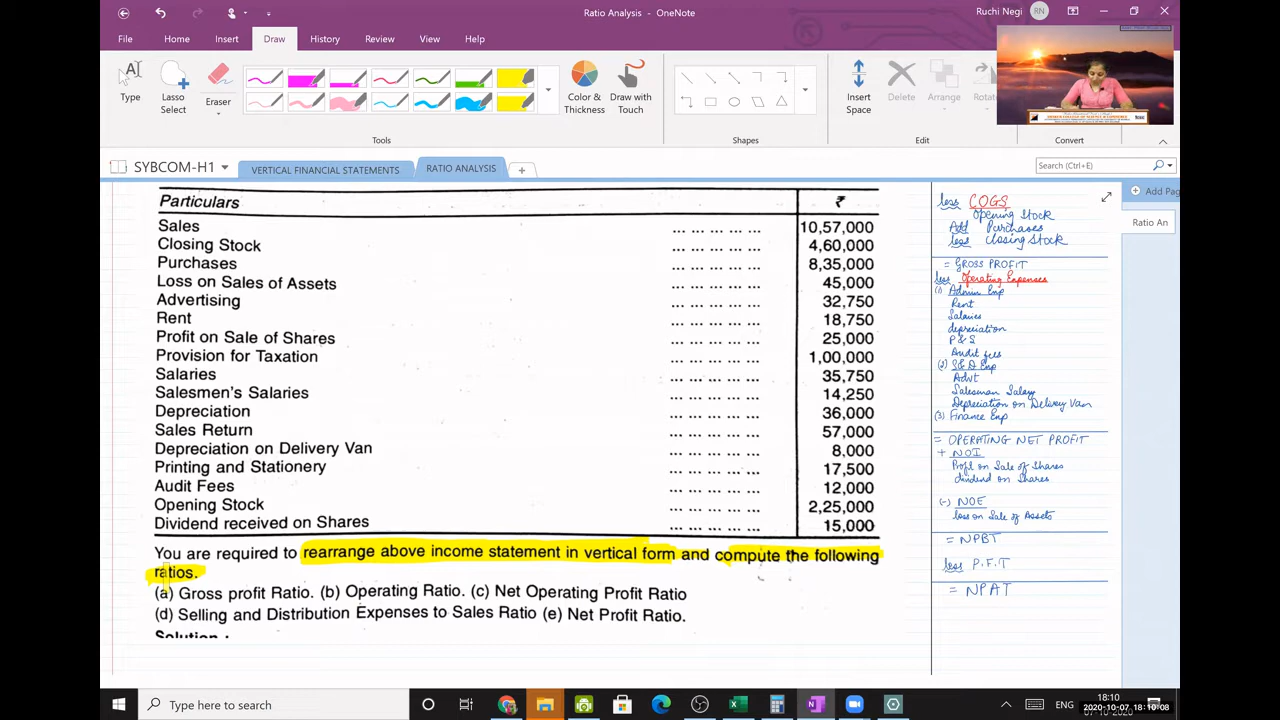 Ratio Analysis - OneNote
Ruchi Negi RN
File Home Insert Draw History Review View Help
Type
Lasso Select
Eraser
Color & Thickness
Draw with Touch
Insert Space
Delete
Arrange
Rotate
Tools
Shapes
Edit
Convert
SYBCOM-H1
VERTICAL FINANCIAL STATEMENTS
RATIO ANALYSIS
Search (Ctrl+E)
Add Pag
Ratio An
Particulars ₹
Sales ... ... ... ... ... 10,57,000
Closing Stock ... ... ... ... ... 4,60,000
Purchases ... ... ... ... ... 8,35,000
Loss on Sales of Assets ... ... ... ... ... 45,000
Advertising ... ... ... ... ... 32,750
Rent ... ... ... ... ... 18,750
Profit on Sale of Shares ... ... ... ... ... 25,000
Provision for Taxation ... ... ... ... ... 1,00,000
Salaries ... ... ... ... ... 35,750
Salesmen's Salaries ... ... ... ... ... 14,250
Depreciation ... ... ... ... ... 36,000
Sales Return ... ... ... ... ... 57,000
Depreciation on Delivery Van ... ... ... ... ... 8,000
Printing and Stationery ... ... ... ... ... 17,500
Audit Fees ... ... ... ... ... 12,000
Opening Stock ... ... ... ... ... 2,25,000
Dividend received on Shares ... ... ... ... ... 15,000
You are required to rearrange above income statement in vertical form and compute the following
ratios.
(a) Gross profit Ratio. (b) Operating Ratio. (c) Net Operating Profit Ratio
(d) Selling and Distribution Expenses to Sales Ratio (e) Net Profit Ratio.
Solution :
less COGS
Opening Stock
Add Purchases
less Closing Stock
= GROSS PROFIT
less Operating Expenses
(1) Admin Exp
Rent
Salaries
depreciation
P & S
Audit fees
(2) S&D Exp
Advt
Salesman Salary
Depreciation on Delivery Van
(3) Finance Exp
= OPERATING NET PROFIT
+ NOI
Profit on Sale of Shares
dividend on Shares
(-) NOE
loss on Sale of Assets
= NPBT
less P.F.T
= NPAT
Type here to search
ENG
18:10
2020-10-07 18:10:08